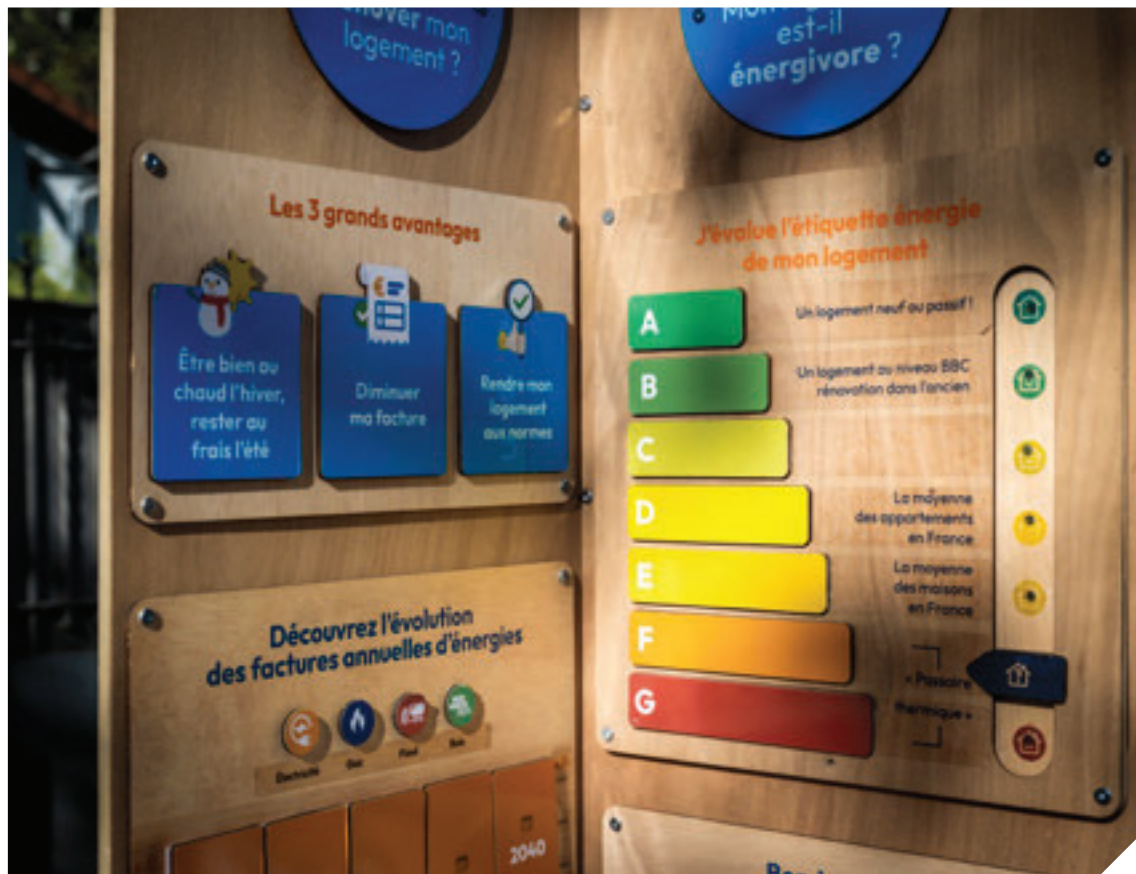 mon
logement ?
Les 3 grands avantages
Être bien au
chaud l'hiver,
rester au
frais l'été
Diminuer
ma facture
Rendre mon
logement
aux normes
Découvrez l'évolution
des factures annuelles d'énergies
Électricité
Gaz
Fioul
Bois
2040
est-il
énergivore ?
J'évalue l'étiquette énergie
de mon logement
A
Un logement neuf ou passif !
B
Un logement au niveau BBC
rénovation dans l'ancien
C
D
La moyenne
des appartements
en France
E
La moyenne
des maisons
en France
F
« Passoire
thermique »
G